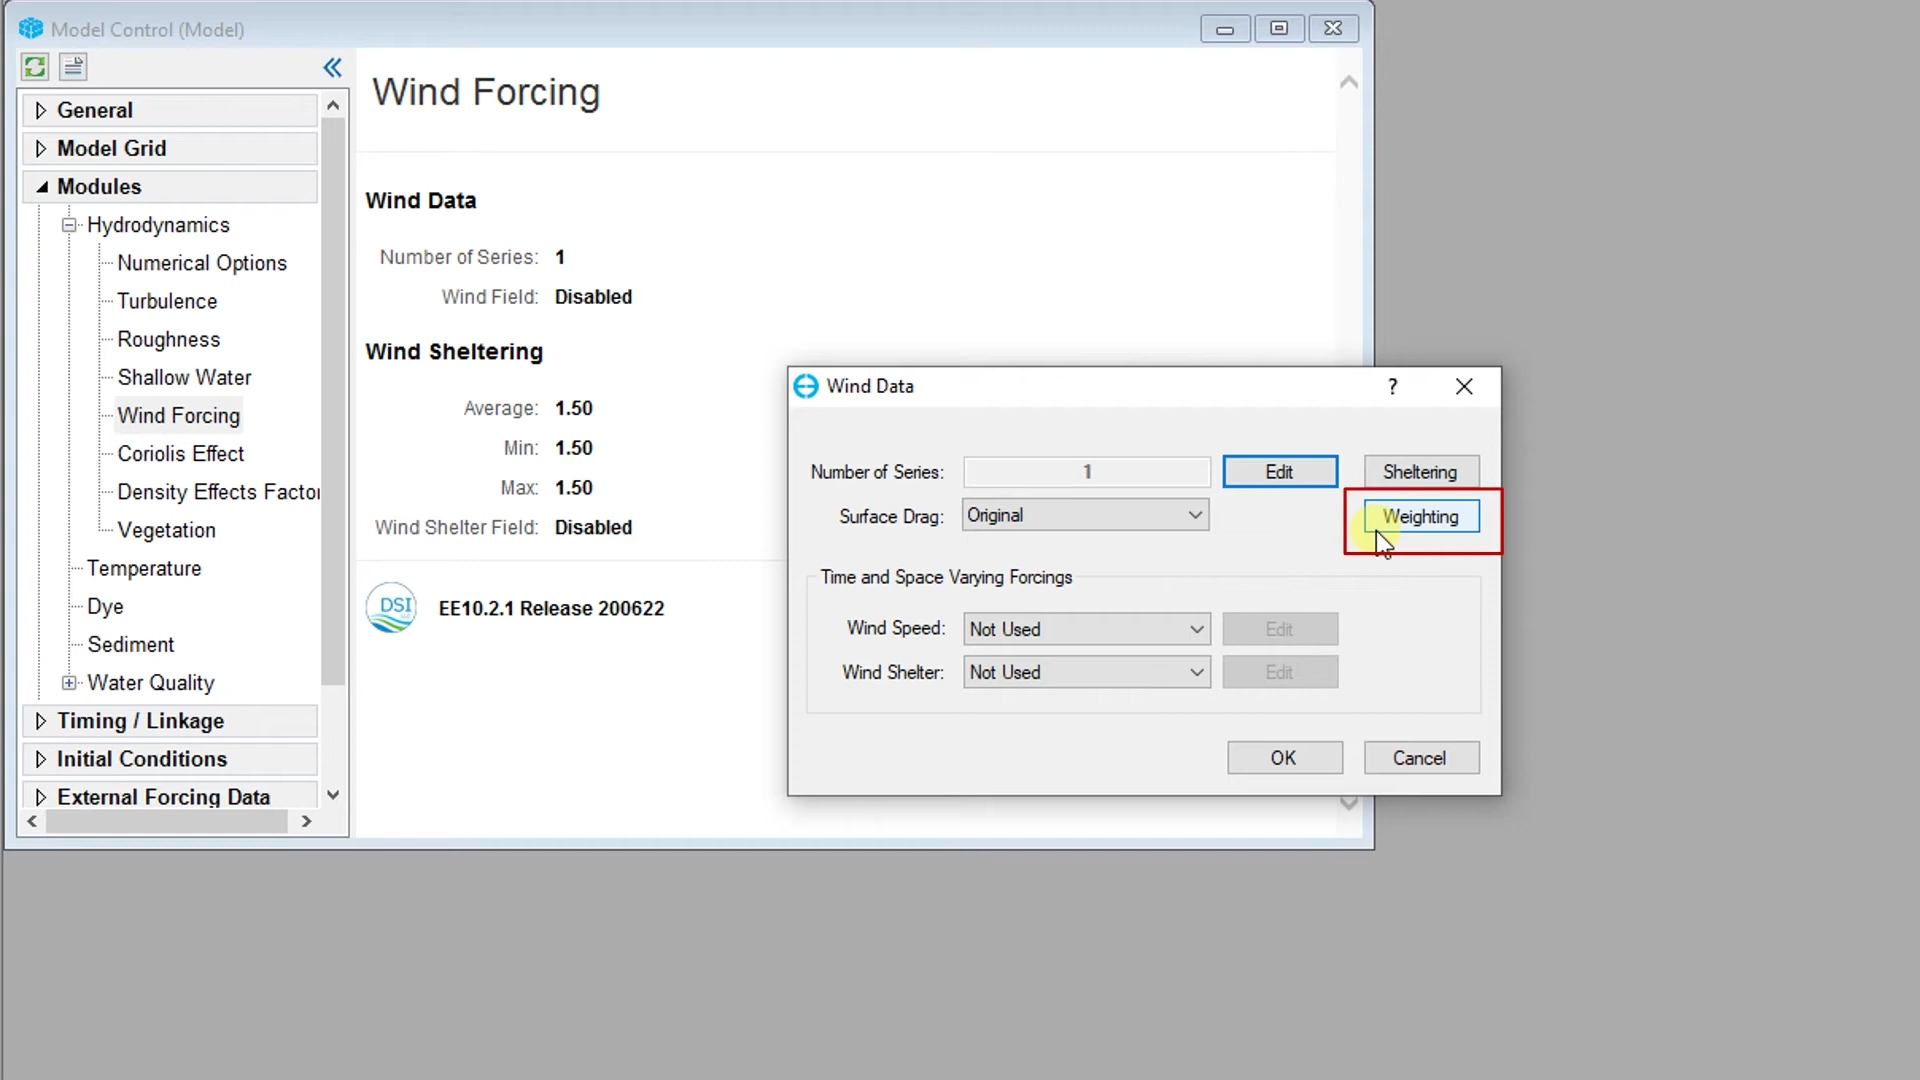 Model Control (Model)
General
Model Grid
Modules
Hydrodynamics
Numerical Options
Turbulence
Roughness
Shallow Water
Wind Forcing
Coriolis Effect
Density Effects Factor
Vegetation
Temperature
Dye
Sediment
Water Quality
Timing / Linkage
Initial Conditions
External Forcing Data
Wind Forcing
Wind Data
Number of Series: 1
Wind Field: Disabled
Wind Sheltering
Average: 1.50
Min: 1.50
Max: 1.50
Wind Shelter Field: Disabled
DSI
EE10.2.1 Release 200622
Wind Data ?
Number of Series: 1 Edit Sheltering
Surface Drag: Original Weighting
Time and Space Varying Forcings
Wind Speed: Not Used Edit
Wind Shelter: Not Used Edit
OK Cancel